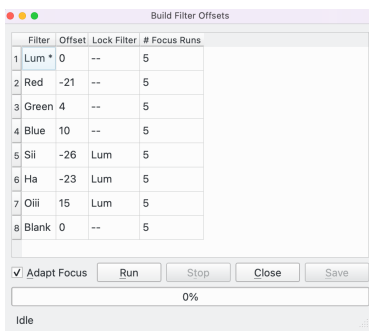 Build Filter Offsets
Filter Offset Lock Filter # Focus Runs
1 Lum * 0 -- 5
2 Red -21 -- 5
3 Green 4 -- 5
4 Blue 10 -- 5
5 Sii -26 Lum 5
6 Ha -23 Lum 5
7 Oiii 15 Lum 5
8 Blank 0 -- 5
Adapt Focus Run Stop Close Save
0%
Idle